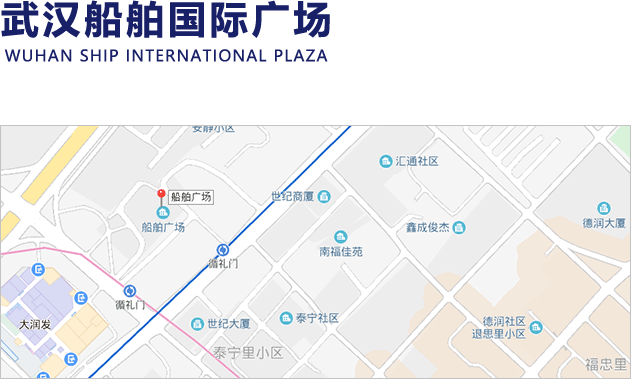 武汉船舶国际广场
WUHAN SHIP INTERNATIONAL PLAZA
安静小区
汇通社区
船舶广场
世纪商厦
船舶广场
鑫成俊杰
德润大厦
南福佳苑
循礼门
循礼门
大润发
世纪大厦
泰宁社区
德润社区
退思里小区
泰宁里小区
福忠里